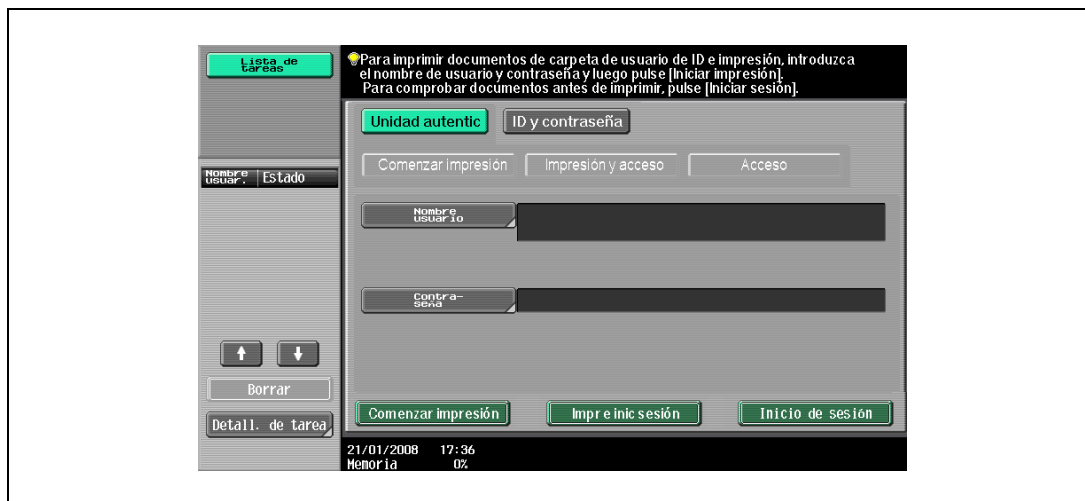 Lista de
tareas
Para imprimir documentos de carpeta de usuario de ID e impresión, introduzca
el nombre de usuario y contraseña y luego pulse [Iniciar impresión].
Para comprobar documentos antes de imprimir, pulse [Iniciar sesión].
Unidad autentic
ID y contraseña
Comenzar impresión
Impresión y acceso
Acceso
Nombre
usuar.
Estado
Nombre
usuario
Contra-
seña
Borrar
Detall. de tarea
Comenzar impresión
Impr e inic sesión
Inicio de sesión
21/01/2008 17:36
Memoria 0%